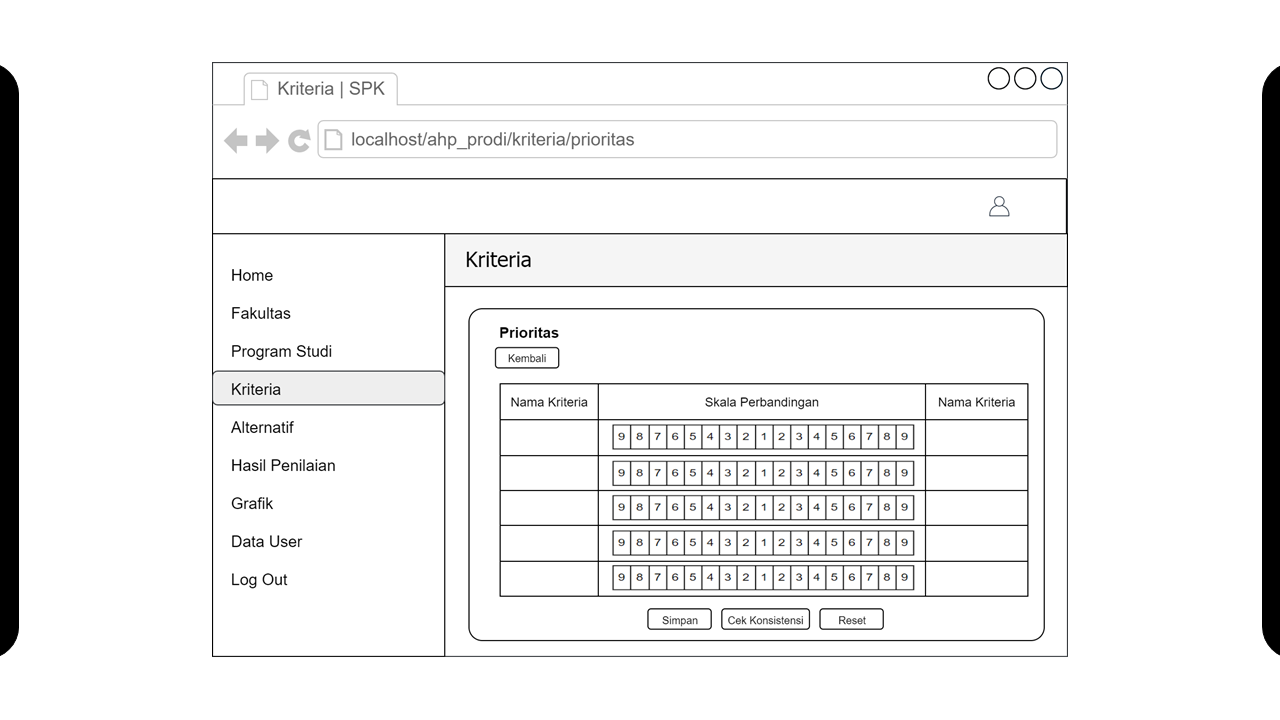 Kriteria | SPK
localhost/ahp_prodi/kriteria/prioritas
Kriteria
Home
Fakultas
Program Studi
Kriteria
Alternatif
Hasil Penilaian
Grafik
Data User
Log Out
Prioritas
Kembali
Nama Kriteria Skala Perbandingan Nama Kriteria
9 8 7 6 5 4 3 2 1 2 3 4 5 6 7 8 9
9 8 7 6 5 4 3 2 1 2 3 4 5 6 7 8 9
9 8 7 6 5 4 3 2 1 2 3 4 5 6 7 8 9
9 8 7 6 5 4 3 2 1 2 3 4 5 6 7 8 9
9 8 7 6 5 4 3 2 1 2 3 4 5 6 7 8 9
Simpan Cek Konsistensi Reset